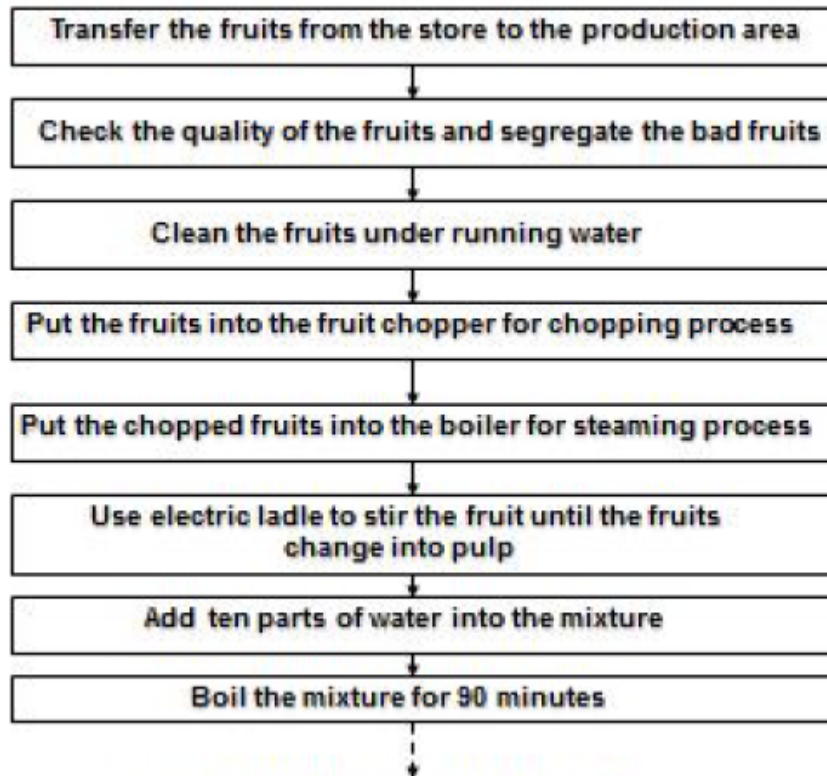 Transfer the fruits from the store to the production area
Check the quality of the fruits and segregate the bad fruits
Clean the fruits under running water
Put the fruits into the fruit chopper for chopping process
Put the chopped fruits into the boiler for steaming process
Use electric ladle to stir the fruit until the fruits
change into pulp
Add ten parts of water into the mixture
Boil the mixture for 90 minutes